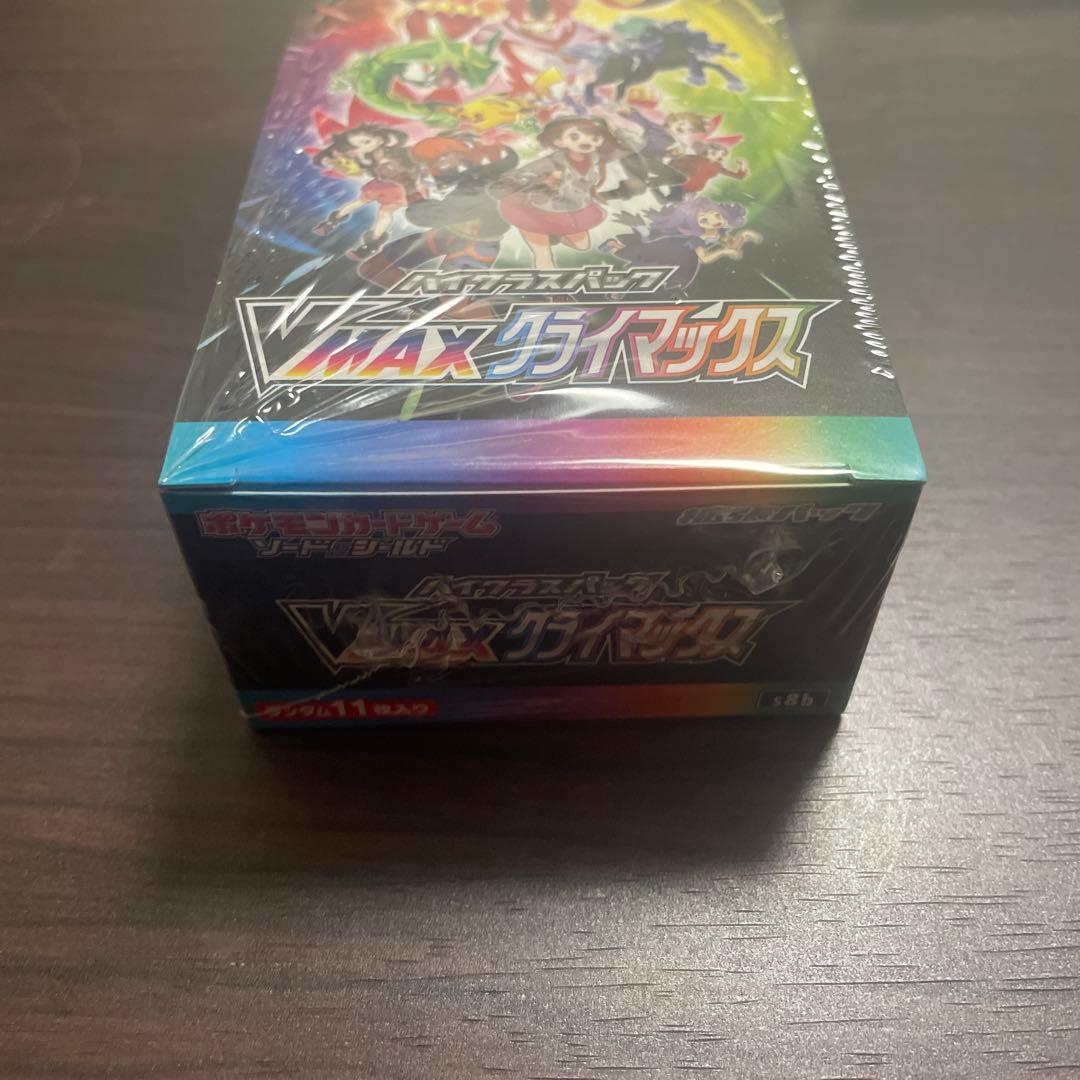 ハイクラスパック
VMAXクライマックス
ポケモンカードゲーム 拡張パック
ソード&シールド
ハイクラスパック
VMAXクライマックス
ランダム11枚入り s8b